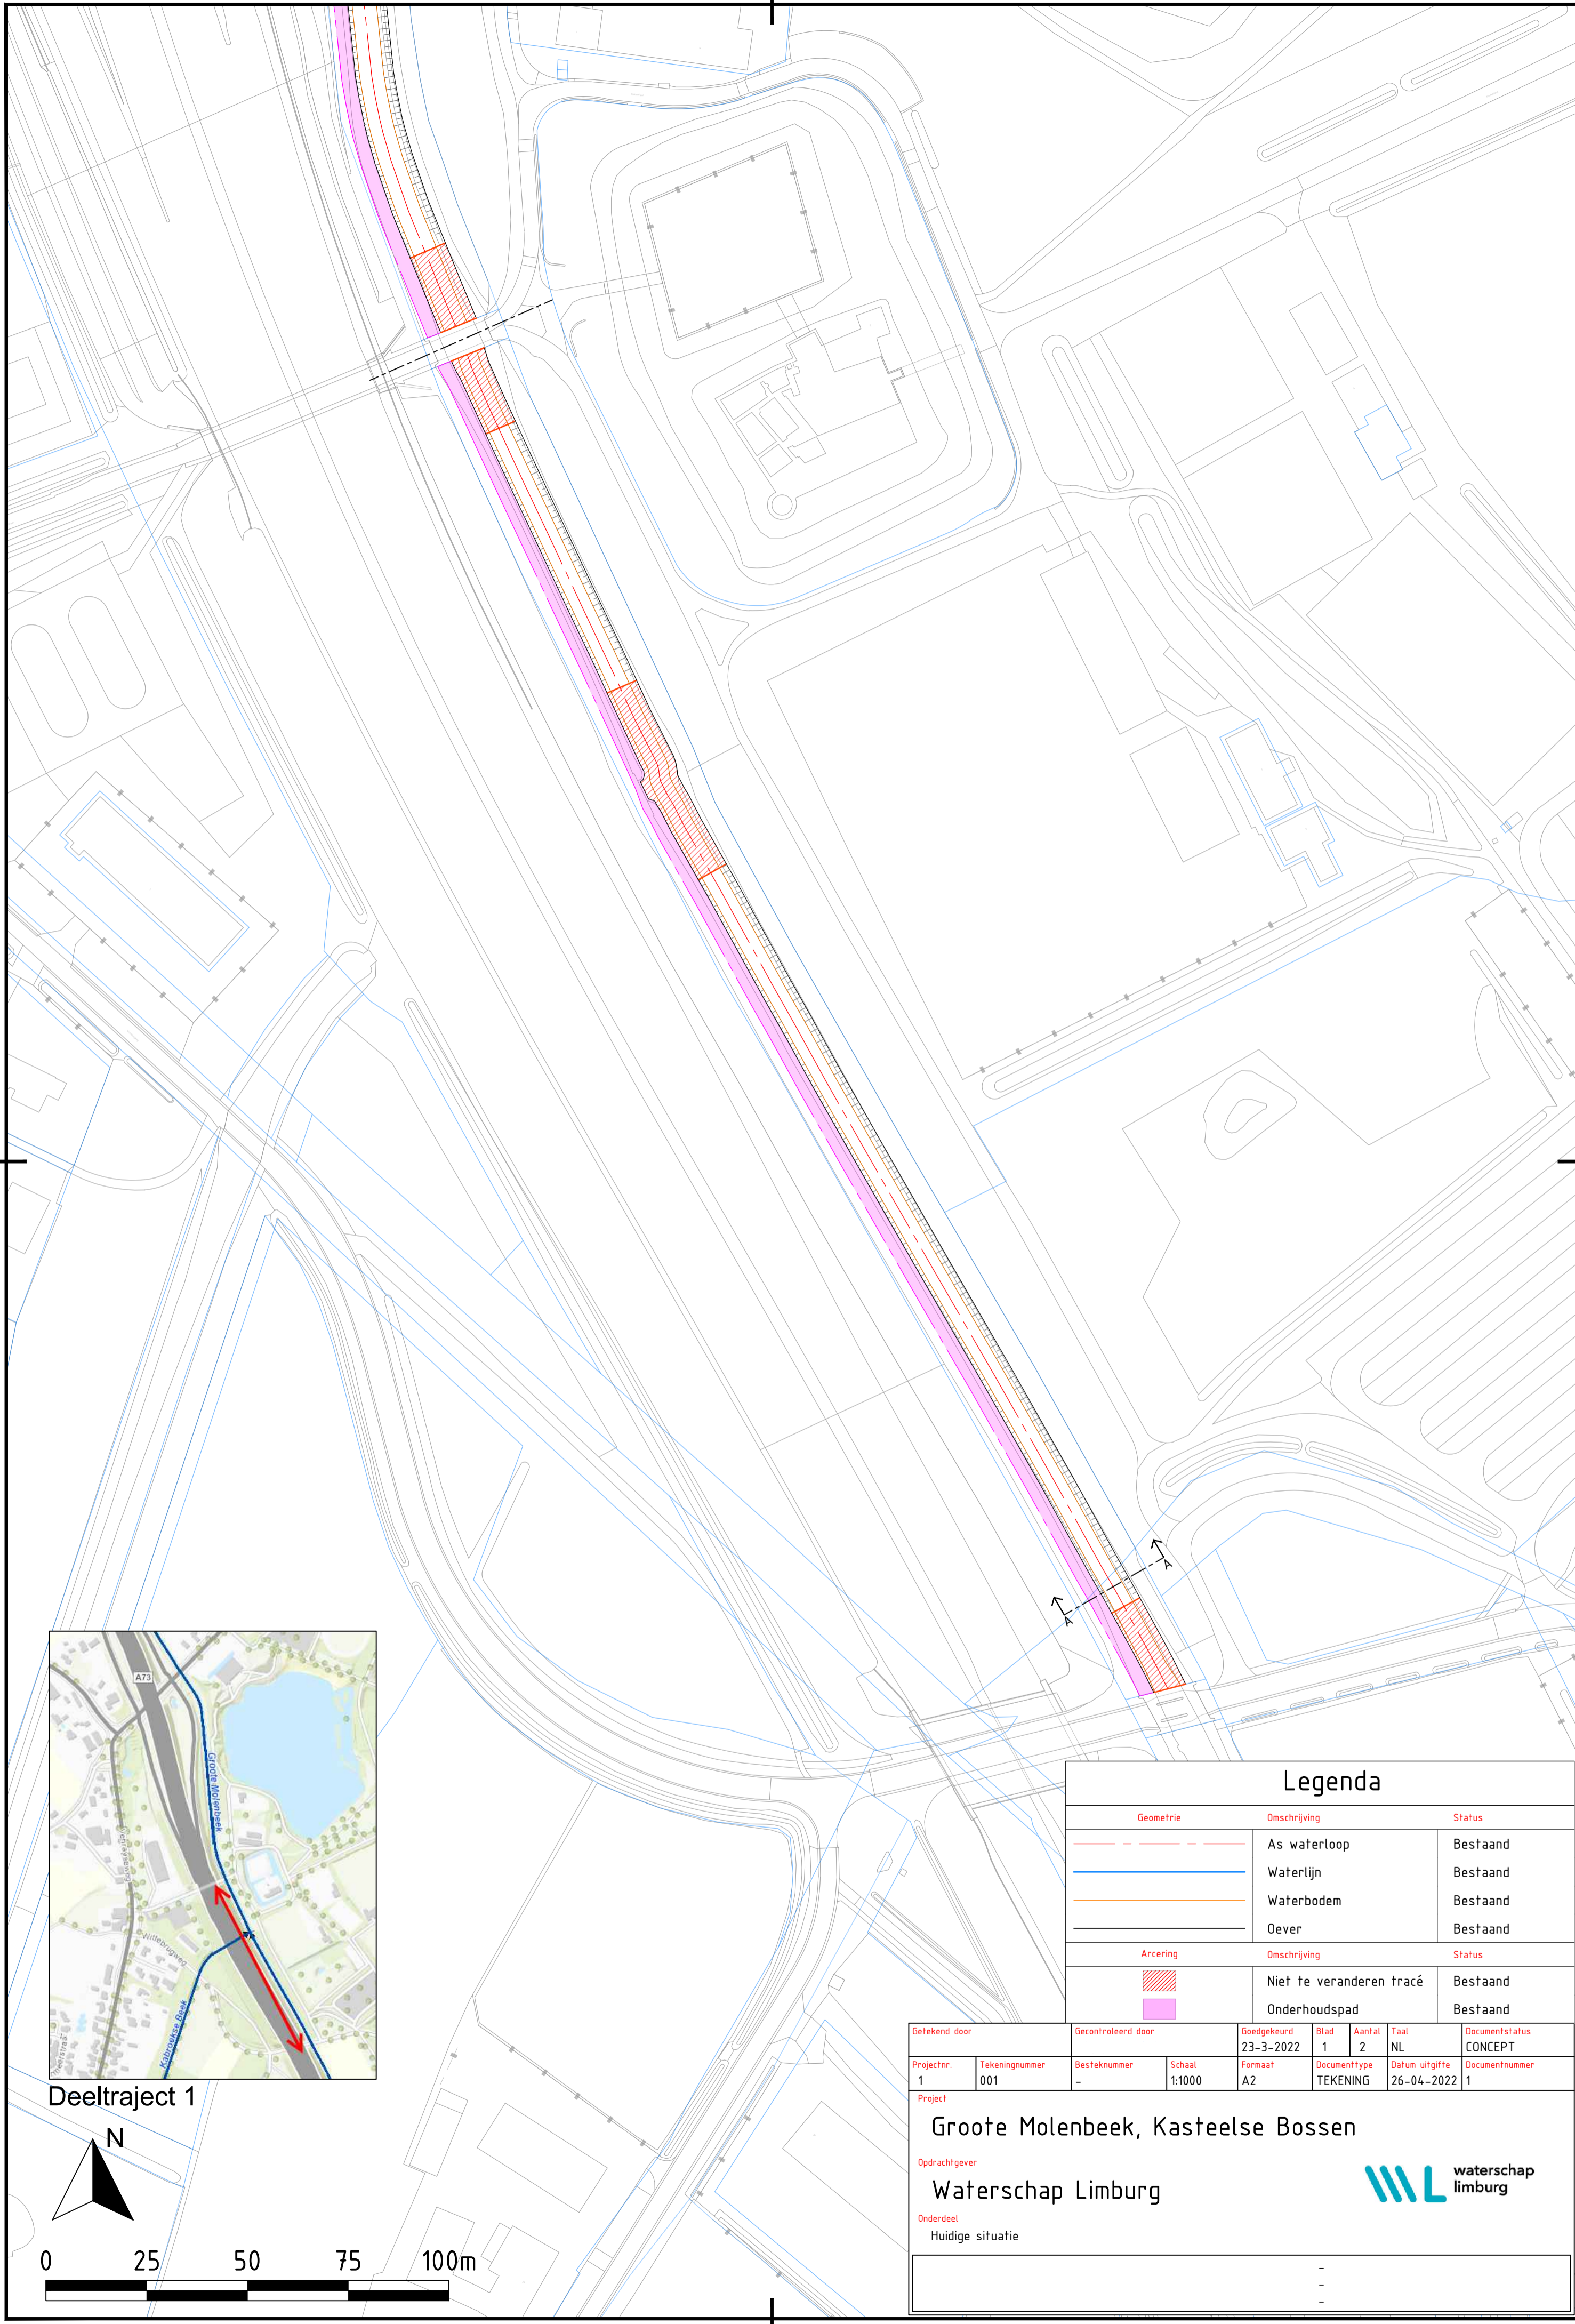 A
A
A73
Groote Molenbeek
Wittebrugweg
Kabroekse Beek
Deeltraject 1
N
0 25 50 75 100m
Legenda
Geometrie Omschrijving Status
As waterloop Bestaand
Waterlijn Bestaand
Waterbodem Bestaand
Oever Bestaand
Arcering Omschrijving Status
Niet te veranderen tracé Bestaand
Onderhoudspad Bestaand
Getekend door Gecontroleerd door Goedgekeurd Blad Aantal Taal Documentstatus
23-3-2022 1 2 NL CONCEPT
Projectnr. Tekeningnummer Besteknummer Schaal Formaat Documenttype Datum uitgifte Documentnummer
1 001 - 1:1000 A2 TEKENING 26-04-2022 1
Project
Groote Molenbeek, Kasteelse Bossen
Opdrachtgever
Waterschap Limburg
waterschap
limburg
Onderdeel
Huidige situatie
-
-
-